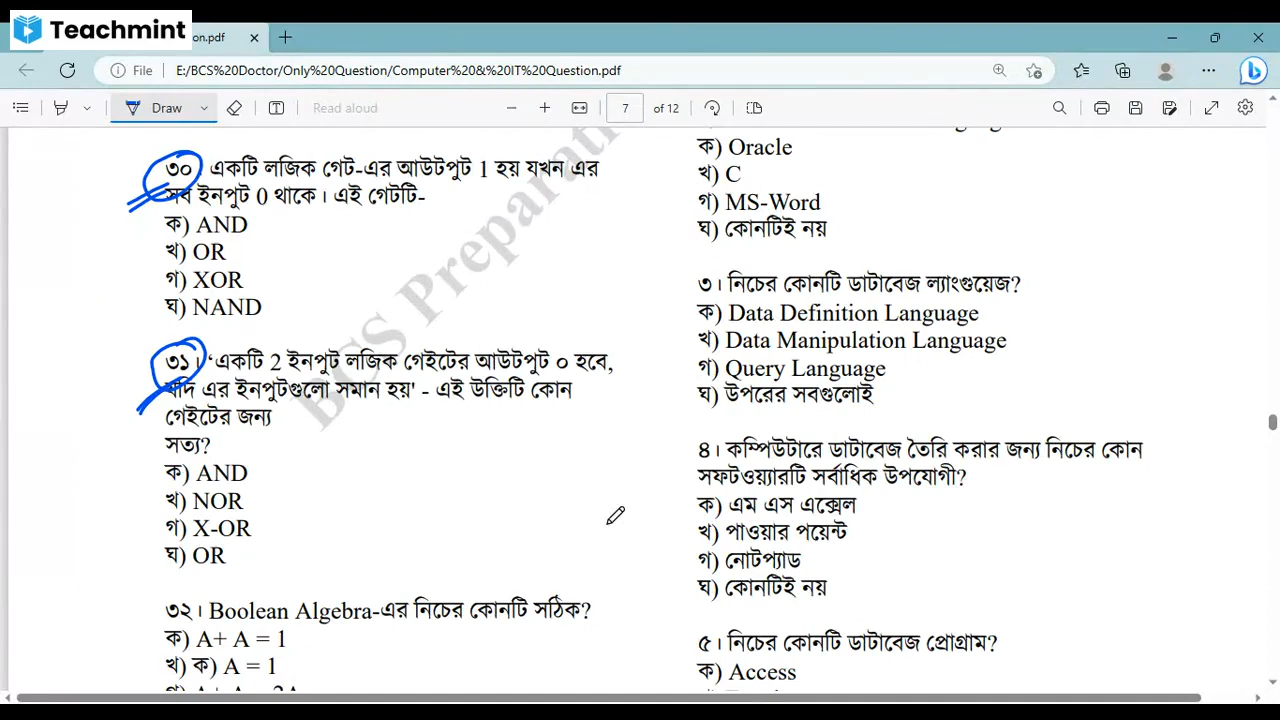 Teachmint
on.pdf
File
E:/BCS%20Doctor/Only%20Question/Computer%20&%20IT%20Question.pdf
Draw
Read aloud
7
of 12
৩০. একটি লজিক গেট-এর আউটপুট 1 হয় যখন এর
সব ইনপুট 0 থাকে। এই গেটটি-
ক) AND
খ) OR
গ) XOR
ঘ) NAND
৩১। ‘একটি 2 ইনপুট লজিক গেইটের আউটপুট ০ হবে,
যদি এর ইনপুটগুলো সমান হয়' - এই উক্তিটি কোন
গেইটের জন্য
সত্য?
ক) AND
খ) NOR
গ) X-OR
ঘ) OR
৩২। Boolean Algebra-এর নিচের কোনটি সঠিক?
ক) A+ A = 1
খ) ক) A = 1
ক) Oracle
খ) C
গ) MS-Word
ঘ) কোনটিই নয়
৩। নিচের কোনটি ডাটাবেজ ল্যাংগুয়েজ?
ক) Data Definition Language
খ) Data Manipulation Language
গ) Query Language
ঘ) উপরের সবগুলোই
৪। কম্পিউটারে ডাটাবেজ তৈরি করার জন্য নিচের কোন
সফটওয়্যারটি সর্বাধিক উপযোগী?
ক) এম এস এক্সেল
খ) পাওয়ার পয়েন্ট
গ) নোটপ্যাড
ঘ) কোনটিই নয়
৫। নিচের কোনটি ডাটাবেজ প্রোগ্রাম?
ক) Access
BCS Preparati